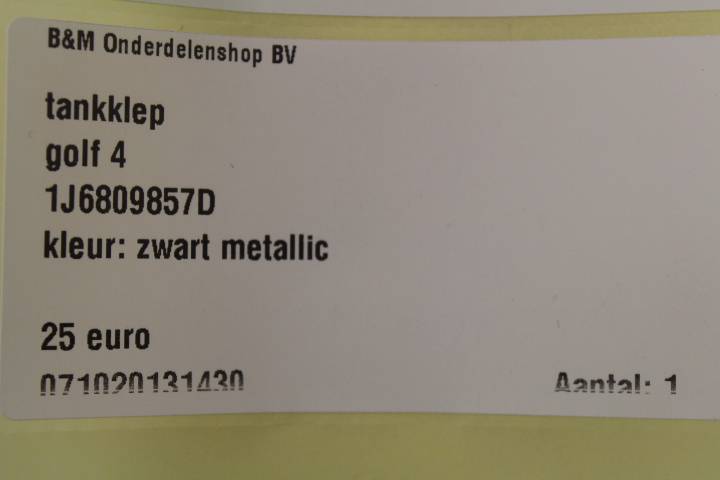 B&M Onderdelenshop BV
tankklep
golf 4
1J6809857D
kleur: zwart metallic
25 euro
071020131430
Aantal: 1